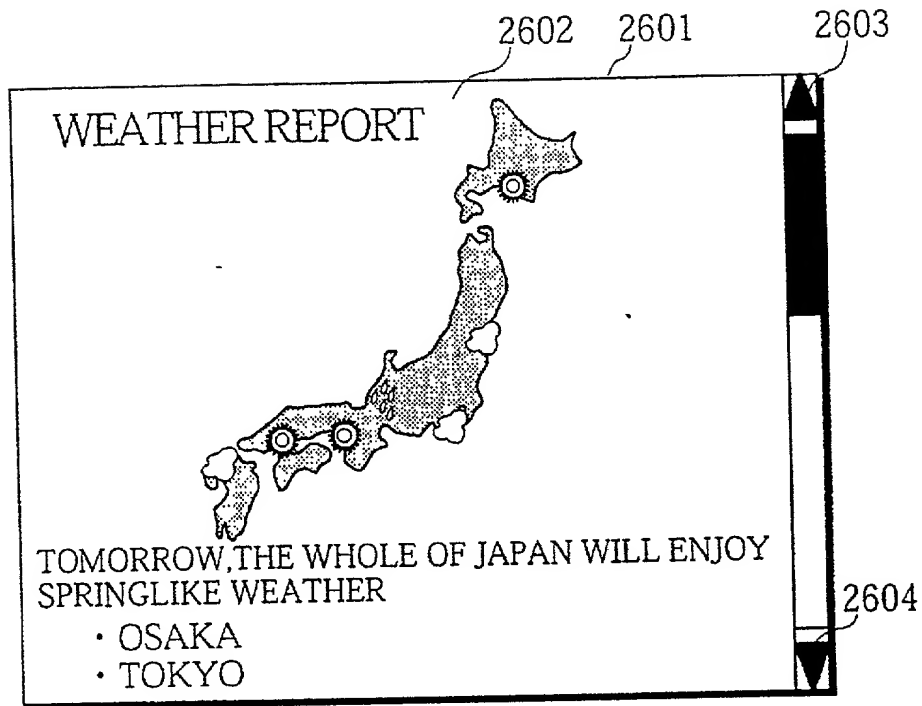 2602 2601 2603
WEATHER REPORT
TOMORROW,THE WHOLE OF JAPAN WILL ENJOY
SPRINGLIKE WEATHER
2604
・OSAKA
・TOKYO